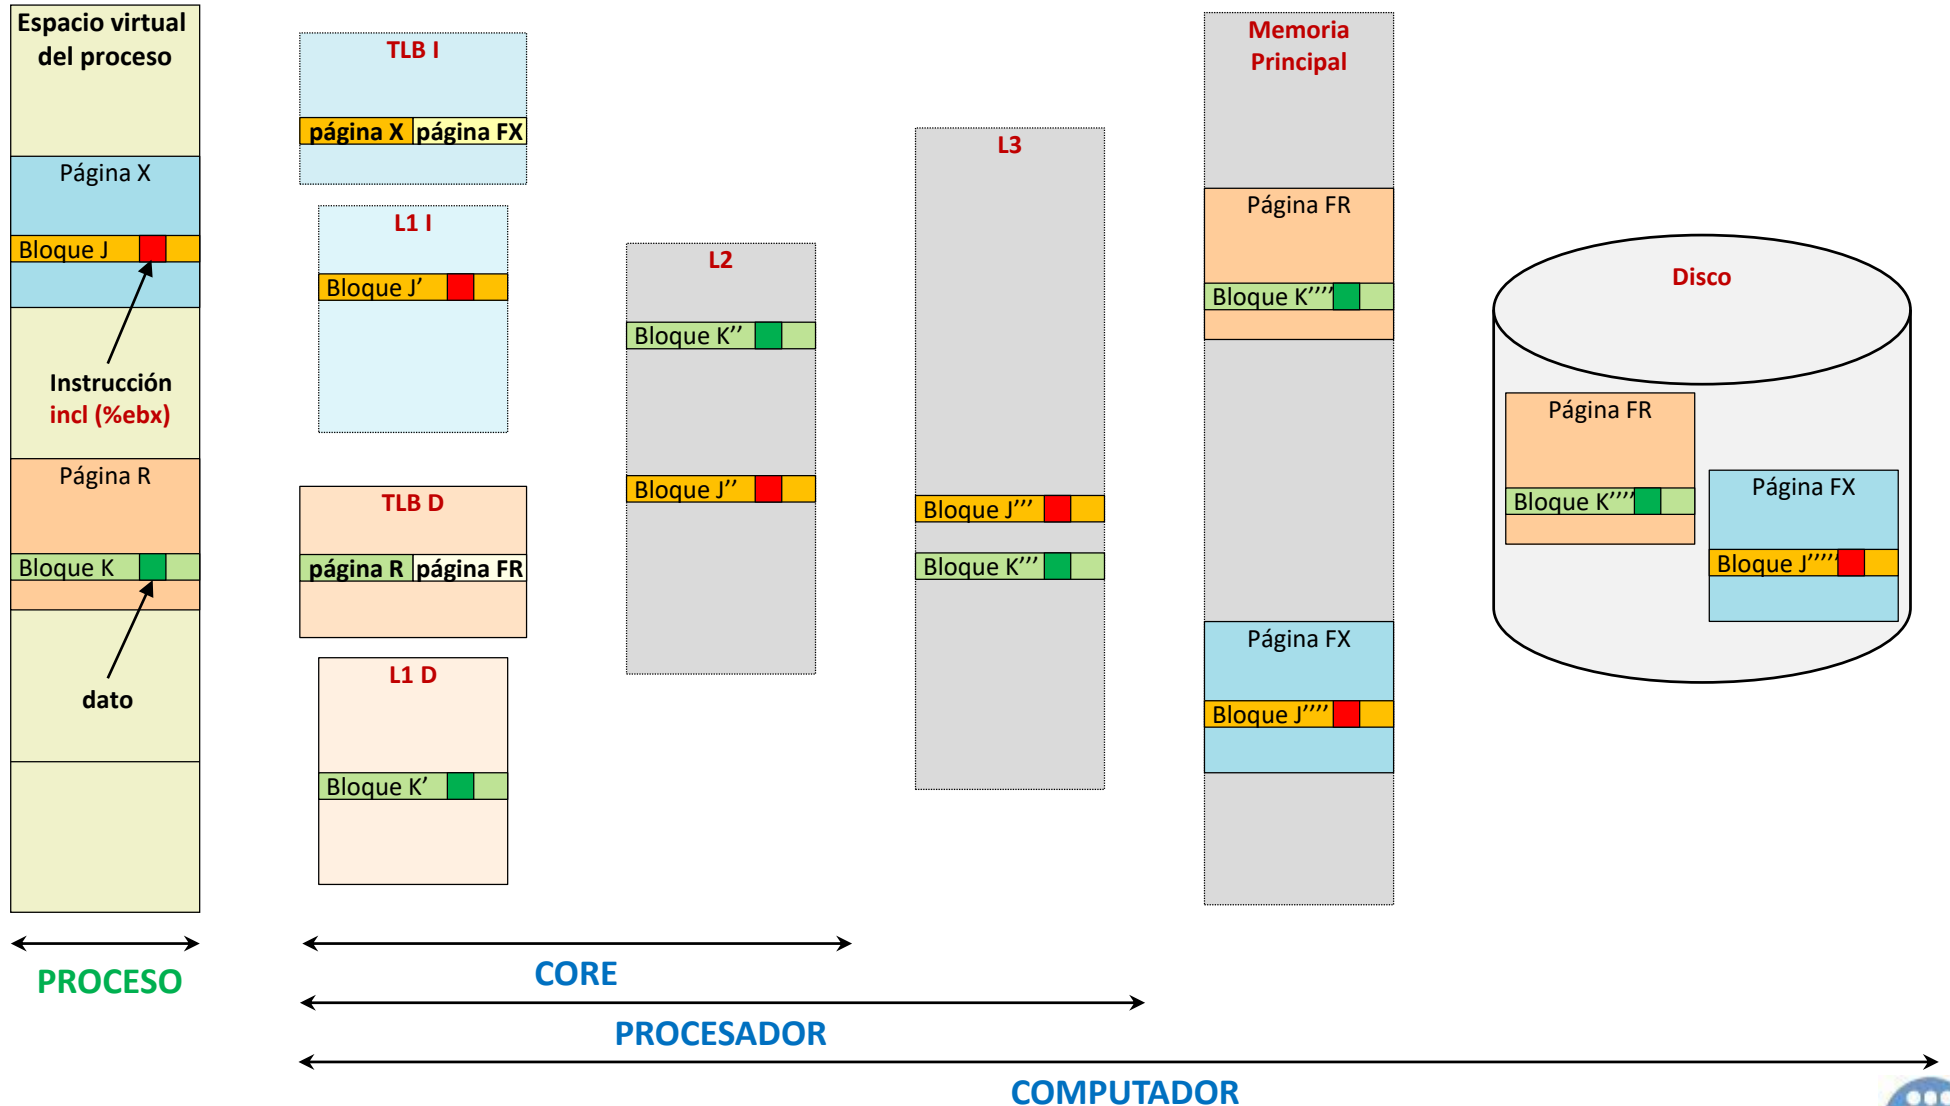 Espacio virtual
del proceso
Página X
Bloque J
Instrucción
incl (%ebx)
Página R
Bloque K
dato
PROCESO
TLB I
página X página FX
L1 I
Bloque J’
TLB D
página R página FR
L1 D
Bloque K’
L2
Bloque K’’
Bloque J’’
L3
Bloque J’’’
Bloque K’’’
Memoria
Principal
Página FR
Bloque K’’’’
Página FX
Bloque J’’’’
Disco
Página FR
Bloque K’’’’’
Página FX
Bloque J’’’’’
CORE
PROCESADOR
COMPUTADOR